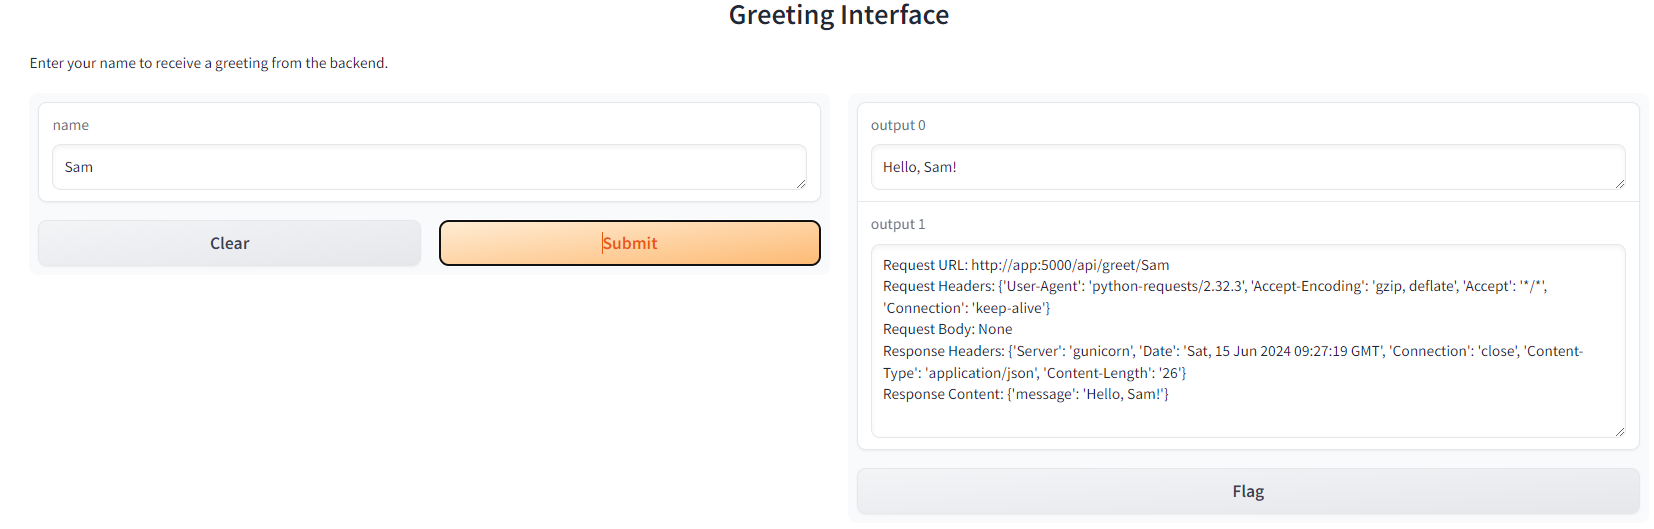 Greeting Interface
Enter your name to receive a greeting from the backend.
name
Sam
Clear
Submit
output 0
Hello, Sam!
output 1
Request URL: http://app:5000/api/greet/Sam
Request Headers: {'User-Agent': 'python-requests/2.32.3', 'Accept-Encoding': 'gzip, deflate', 'Accept': '*/*',
'Connection': 'keep-alive'}
Request Body: None
Response Headers: {'Server': 'gunicorn', 'Date': 'Sat, 15 Jun 2024 09:27:19 GMT', 'Connection': 'close', 'Content-
Type': 'application/json', 'Content-Length': '26'}
Response Content: {'message': 'Hello, Sam!'}
Flag